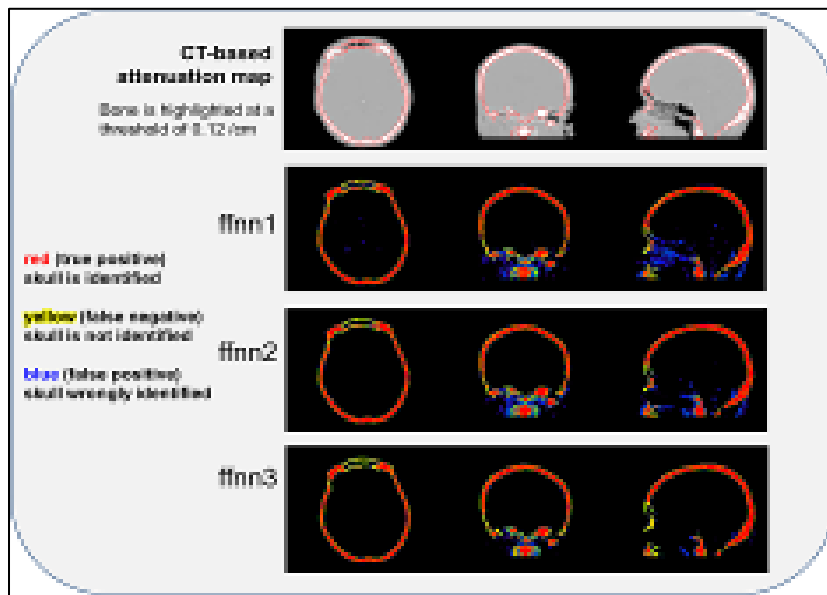 CT-based
attenuation map
Bone is highlighted at a
threshold of 0.12 /cm
ffnn1
red (true positive)
skull is identified
yellow (false negative)
skull is not identified
ffnn2
blue (false positive)
skull wrongly identified
ffnn3